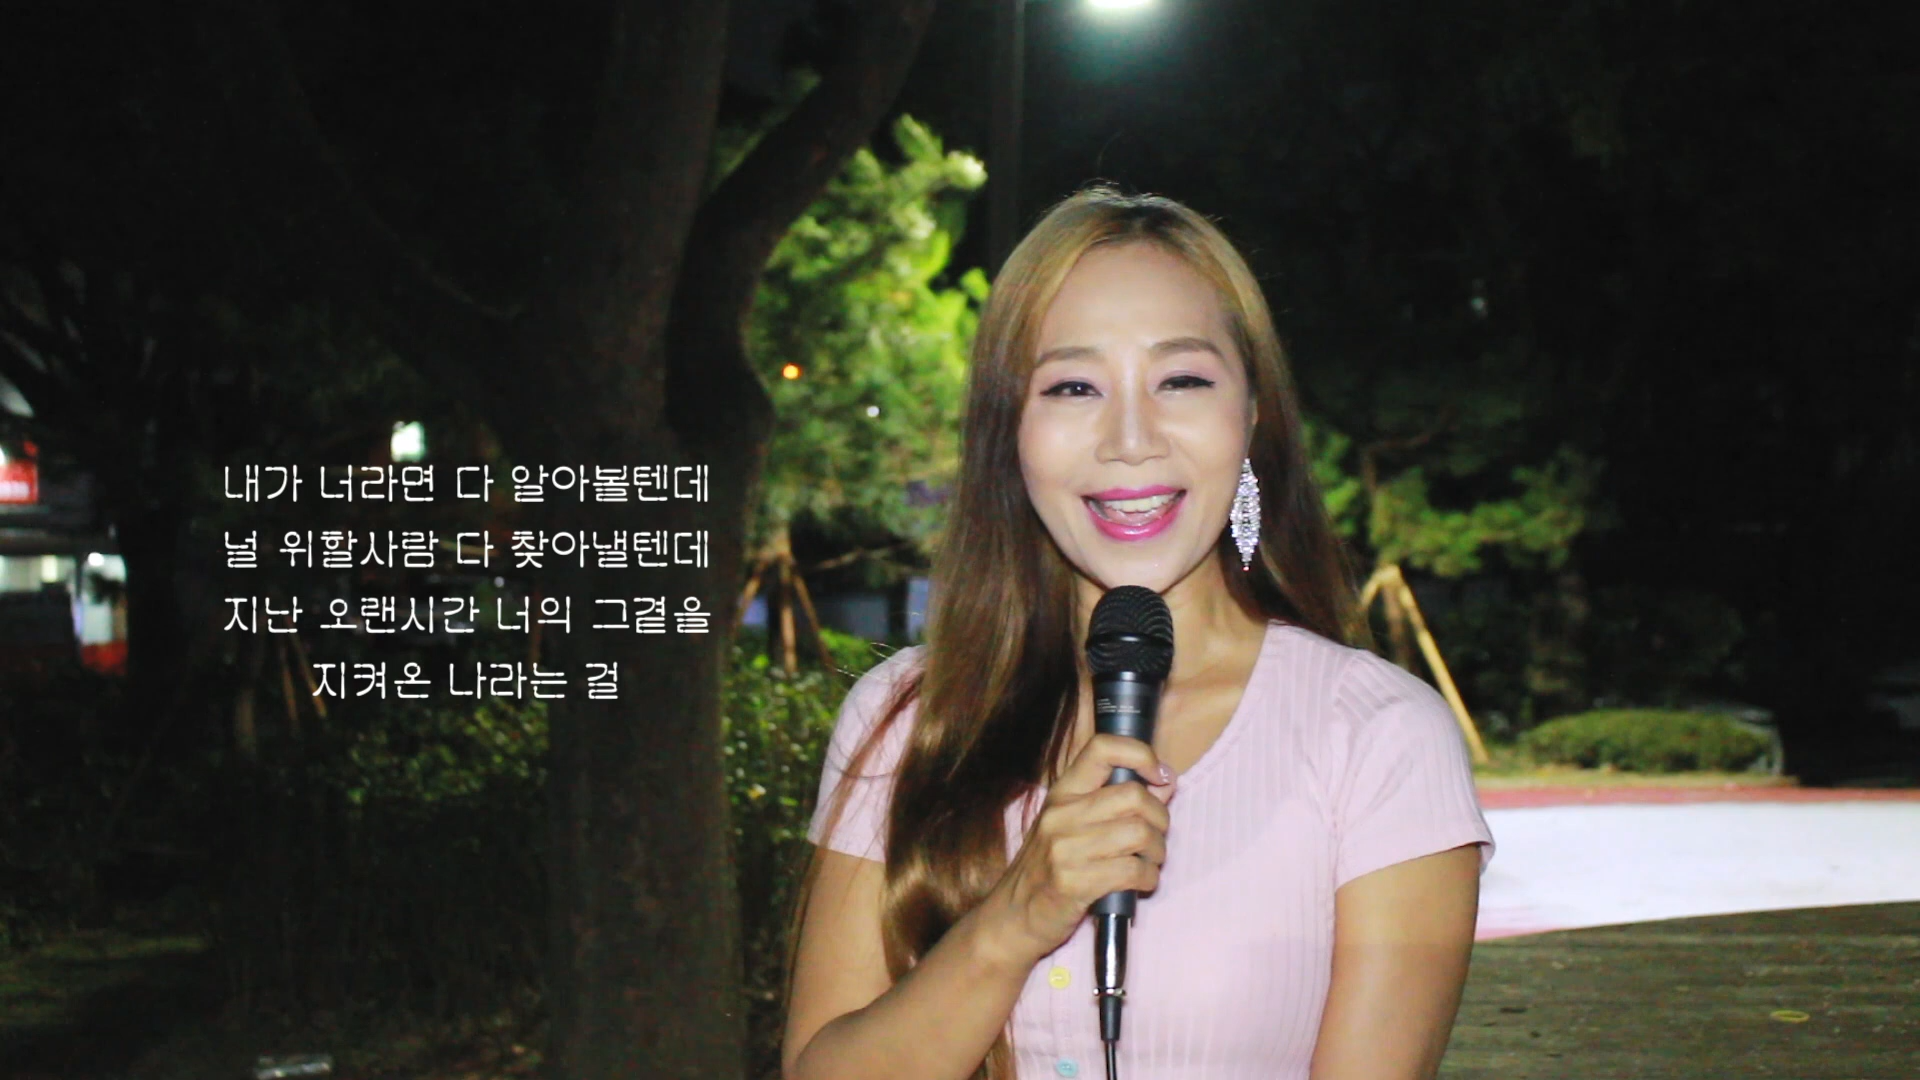 내가 너라면 다 알아볼텐데
널 위할사람 다 찾아낼텐데
지난 오랜시간 너의 그곁을
지켜온 나라는 걸